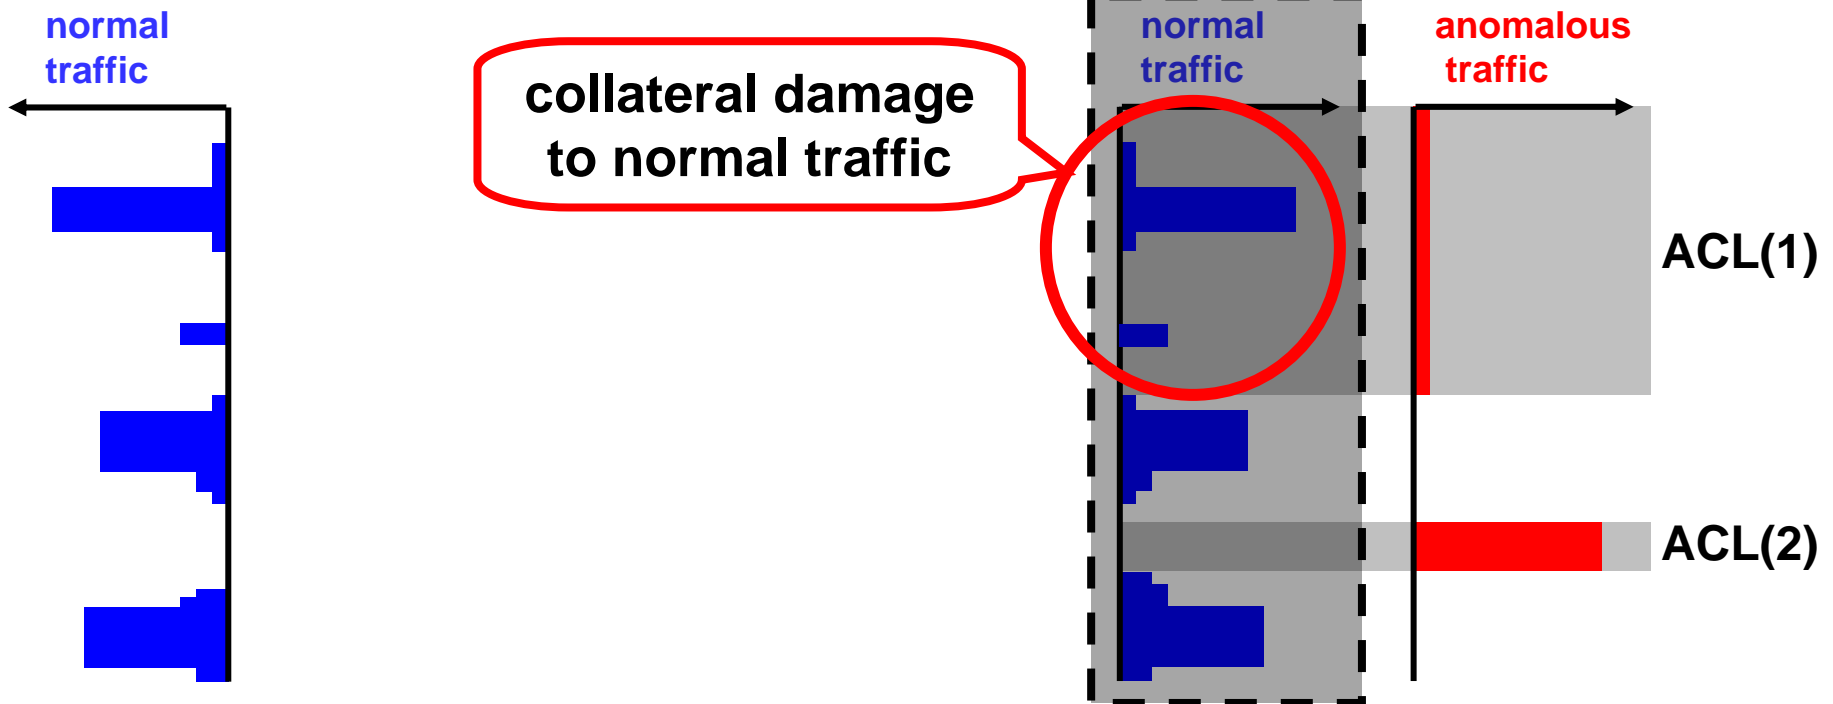 normal
traffic
collateral damage
to normal traffic
normal
traffic
anomalous
traffic
ACL(1)
ACL(2)